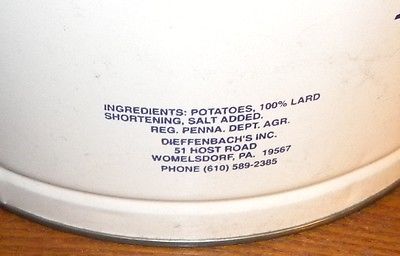 INGREDIENTS: POTATOES, 100% LARD
SHORTENING, SALT ADDED.
REG. PENNA. DEPT. AGR.
DIEFFENBACH'S INC.
51 HOST ROAD
WOMELSDORF, PA. 19567
PHONE (610) 589-2385